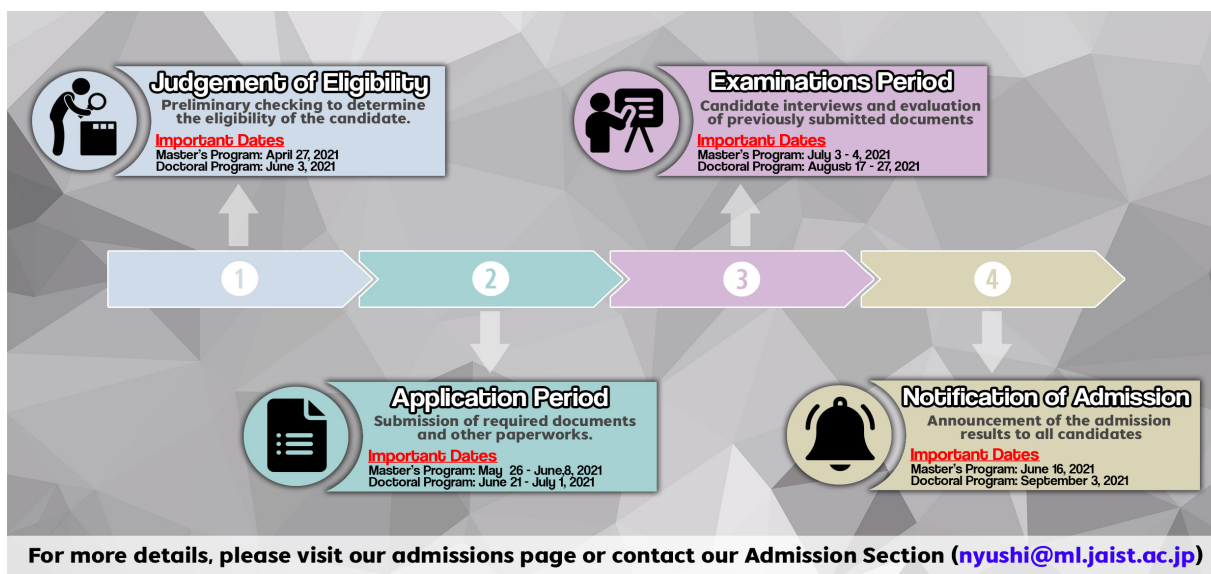 Judgement of Eligibility
Preliminary checking to determine
the eligibility of the candidate.
Important Dates
Master's Program: April 27, 2021
Doctoral Program: June 3, 2021
Examinations Period
Candidate interviews and evaluation
of previously submitted documents
Important Dates
Master's Program: July 3 - 4, 2021
Doctoral Program: August 17 - 27, 2021
1
2
3
4
Application Period
Submission of required documents
and other paperworks.
Important Dates
Master's Program: May 26 - June,8, 2021
Doctoral Program: June 21 - July 1, 2021
Notification of Admission
Announcement of the admission
results to all candidates
Important Dates
Master's Program: June 16, 2021
Doctoral Program: September 3, 2021
For more details, please visit our admissions page or contact our Admission Section (nyushi@ml.jaist.ac.jp)